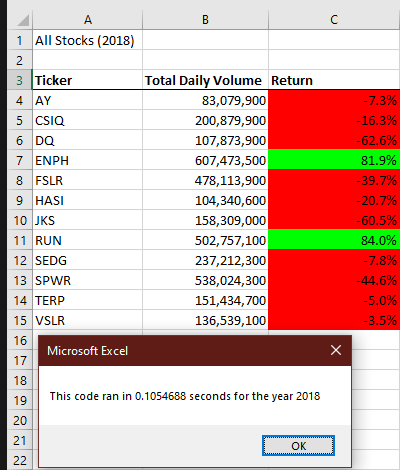 A B C
1 All Stocks (2018)
2
3 Ticker Total Daily Volume Return
4 AY 83,079,900 -7.3%
5 CSIQ 200,879,900 -16.3%
6 DQ 107,873,900 -62.6%
7 ENPH 607,473,500 81.9%
8 FSLR 478,113,900 -39.7%
9 HASI 104,340,600 -20.7%
10 JKS 158,309,000 -60.5%
11 RUN 502,757,100 84.0%
12 SEDG 237,212,300 -7.8%
13 SPWR 538,024,300 -44.6%
14 TERP 151,434,700 -5.0%
15 VSLR 136,539,100 -3.5%
16
17 Microsoft Excel
18
19 This code ran in 0.1054688 seconds for the year 2018
20
21 OK
22